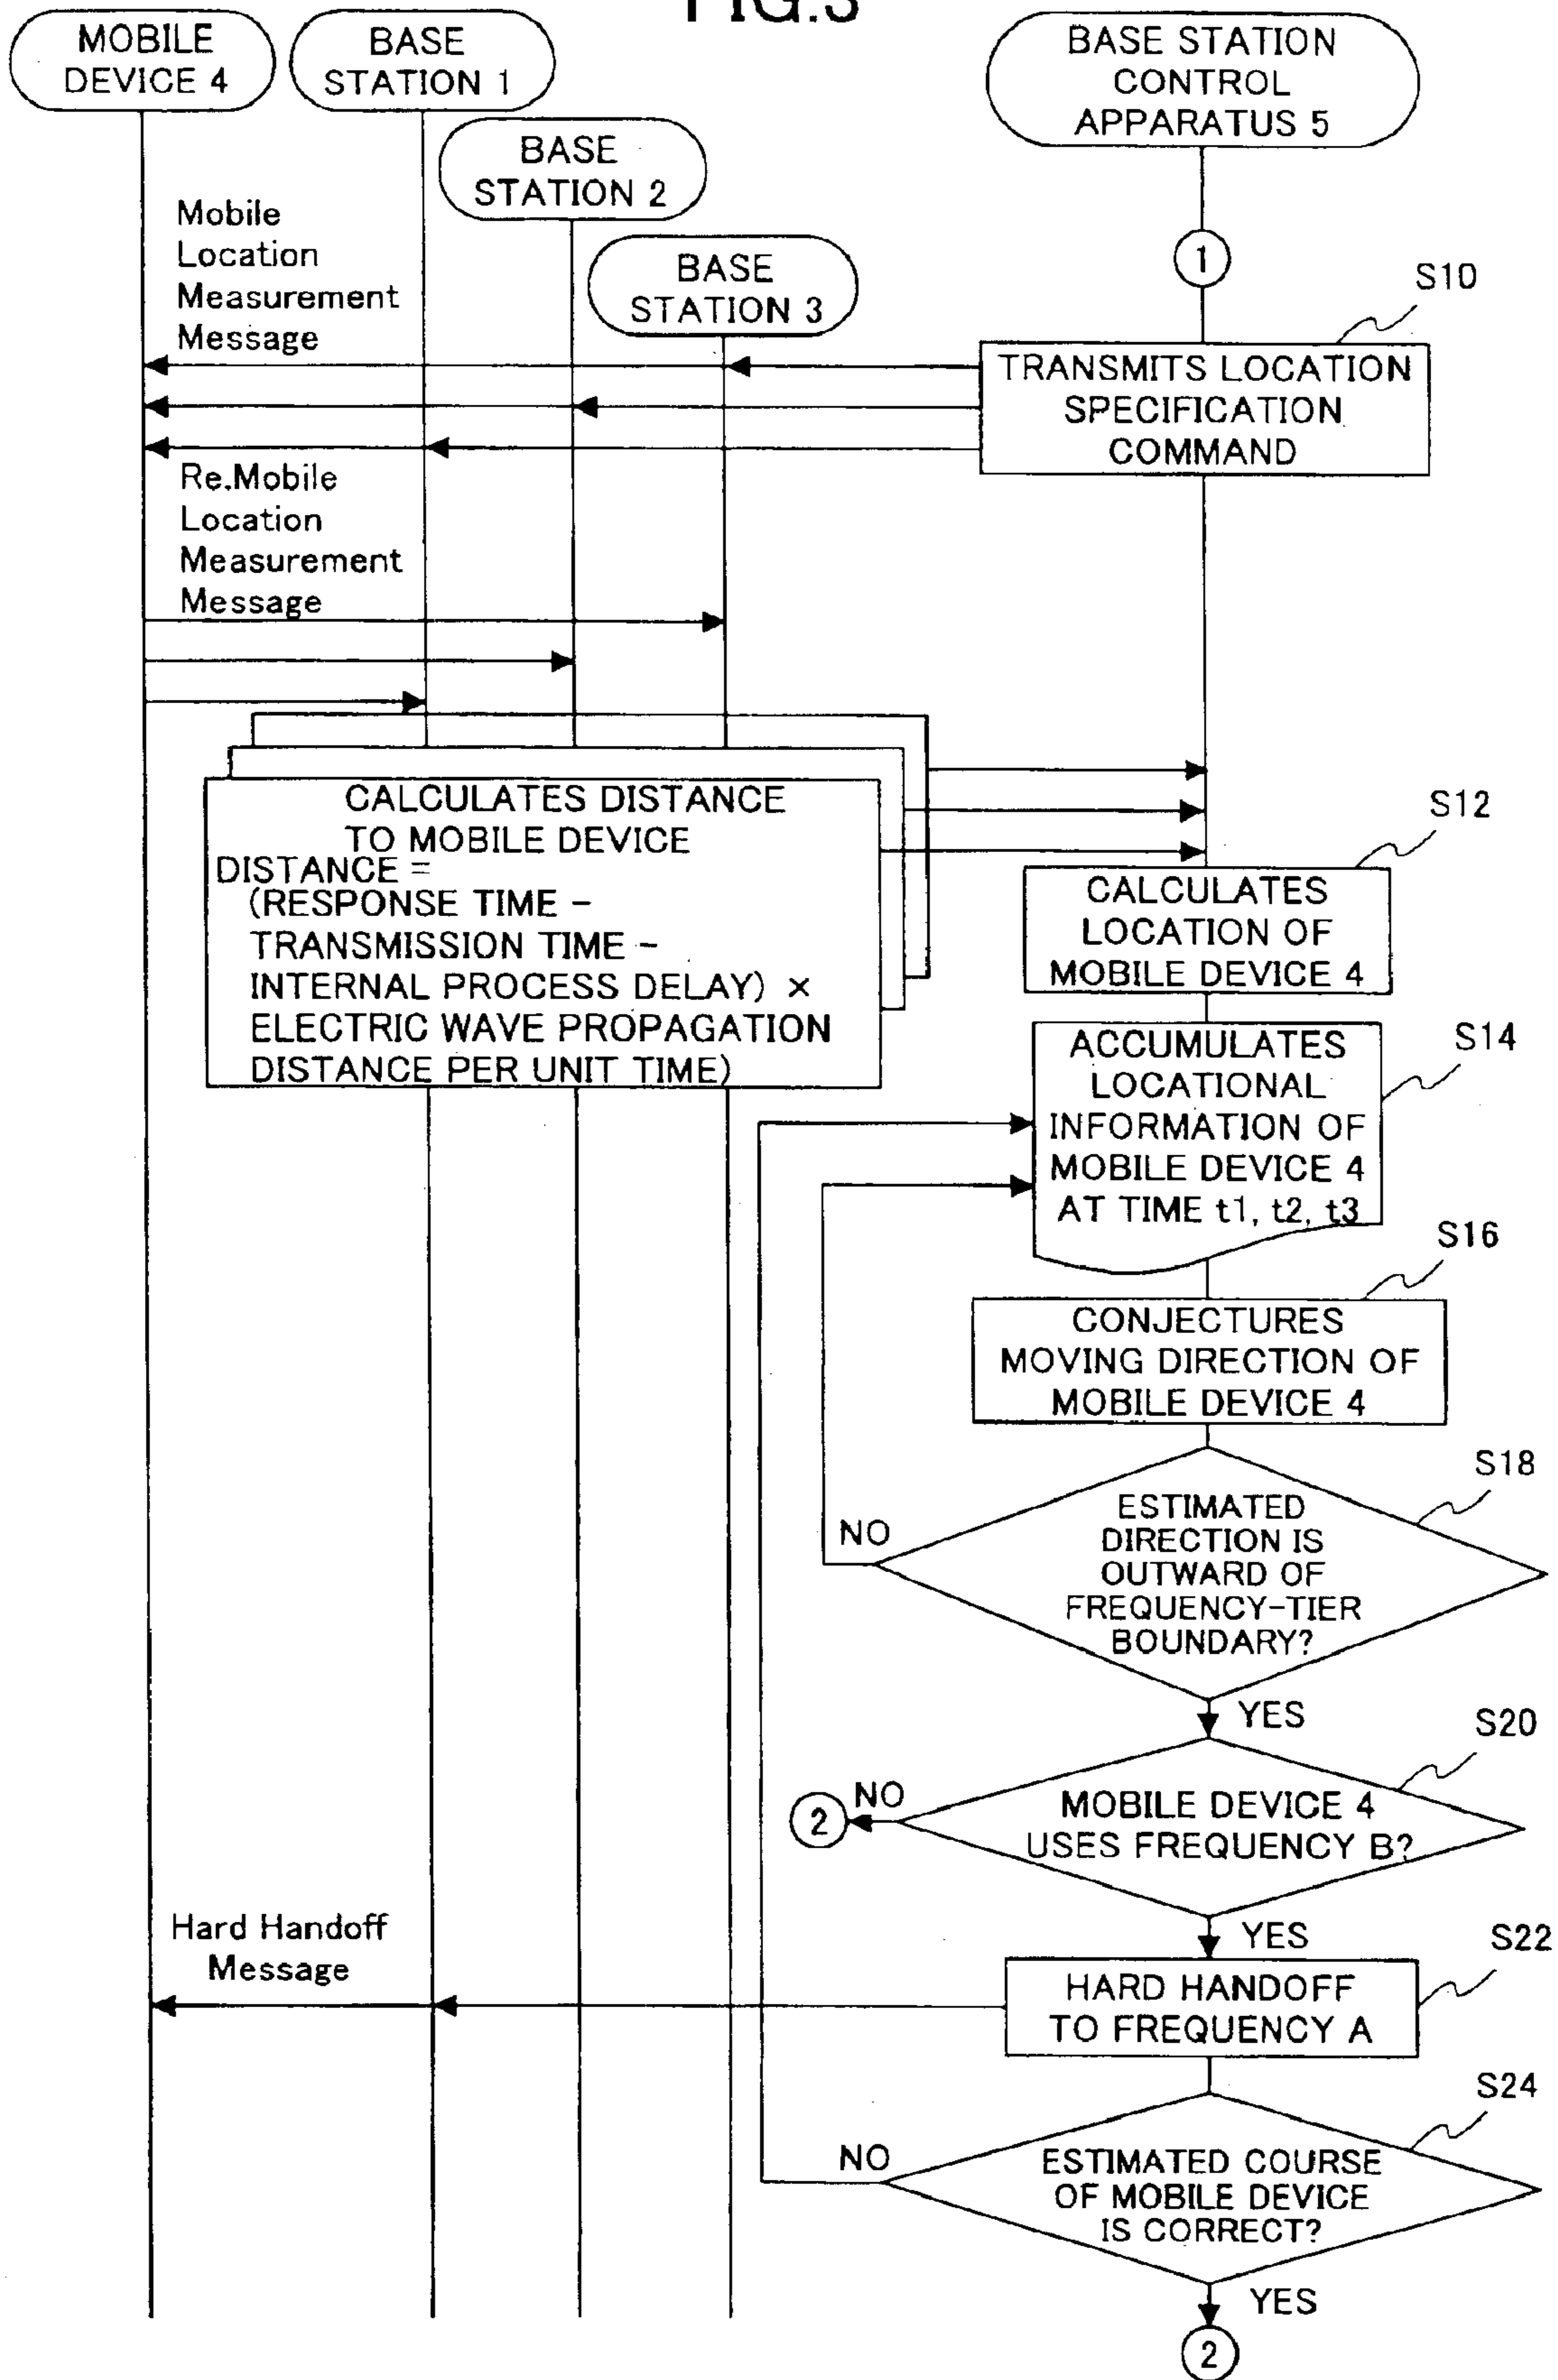 FIG.3
MOBILE
DEVICE 4
BASE
STATION 1
BASE STATION
CONTROL
APPARATUS 5
BASE
STATION 2
BASE
STATION 3
1
Mobile
Location
Measurement
Message
S10
TRANSMITS LOCATION
SPECIFICATION
COMMAND
Re.Mobile
Location
Measurement
Message
CALCULATES DISTANCE
TO MOBILE DEVICE
DISTANCE =
(RESPONSE TIME –
TRANSMISSION TIME –
INTERNAL PROCESS DELAY) ×
ELECTRIC WAVE PROPAGATION
DISTANCE PER UNIT TIME)
S12
CALCULATES
LOCATION OF
MOBILE DEVICE 4
S14
ACCUMULATES
LOCATIONAL
INFORMATION OF
MOBILE DEVICE 4
AT TIME t1, t2, t3
S16
CONJECTURES
MOVING DIRECTION OF
MOBILE DEVICE 4
S18
ESTIMATED
DIRECTION IS
OUTWARD OF
FREQUENCY-TIER
BOUNDARY?
NO
YES
S20
MOBILE DEVICE 4
USES FREQUENCY B?
NO
2
YES
Hard Handoff
Message
S22
HARD HANDOFF
TO FREQUENCY A
S24
ESTIMATED COURSE
OF MOBILE DEVICE
IS CORRECT?
NO
YES
2